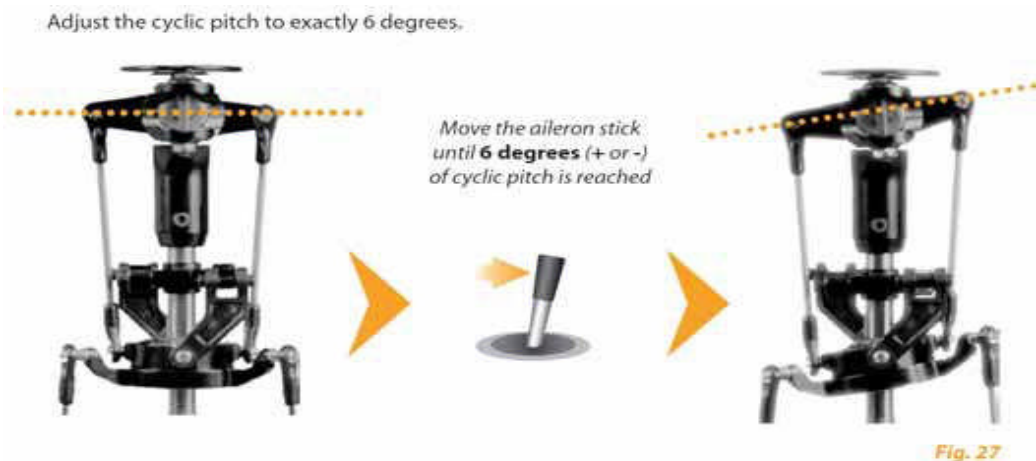 Adjust the cyclic pitch to exactly 6 degrees.
Move the aileron stick
until 6 degrees (+ or -)
of cyclic pitch is reached
Fig. 27